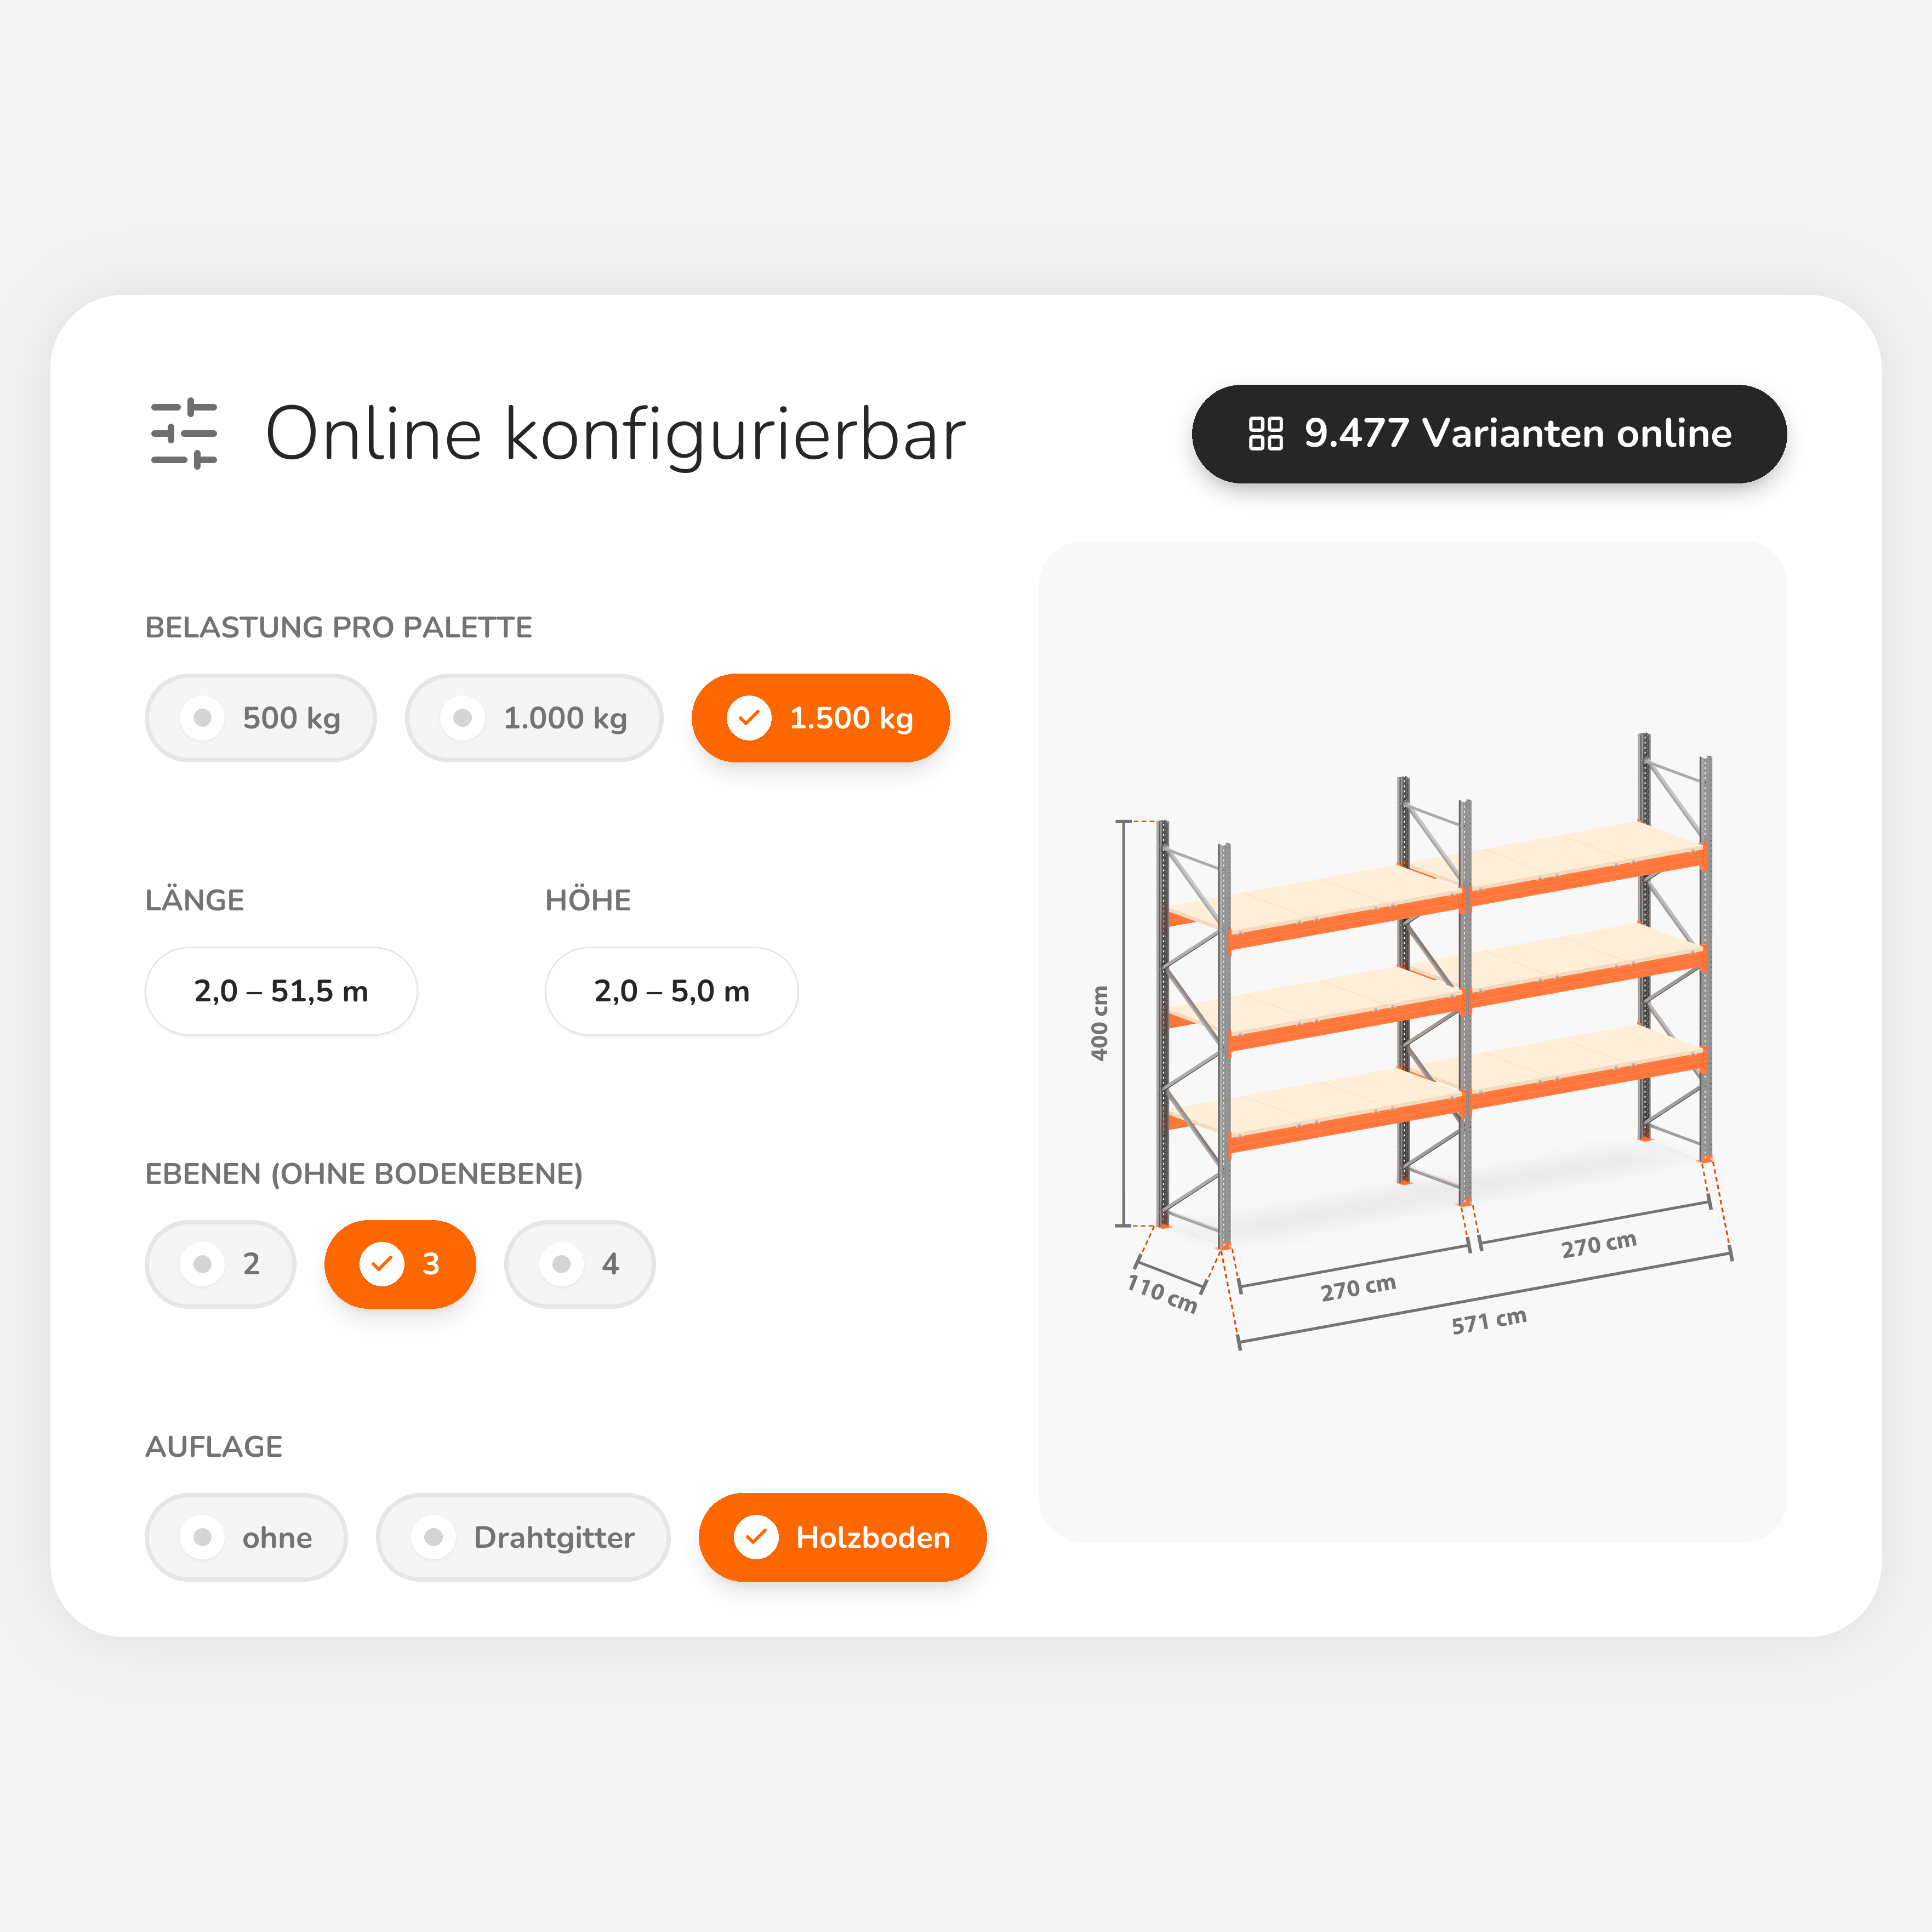 Online konfigurierbar
9.477 Varianten online
BELASTUNG PRO PALETTE
500 kg
1.000 kg
1.500 kg
LÄNGE
HÖHE
2,0 – 51,5 m
2,0 – 5,0 m
EBENEN (OHNE BODENEBENE)
2
3
4
AUFLAGE
ohne
Drahtgitter
Holzboden
400 cm
110 cm
270 cm
270 cm
571 cm